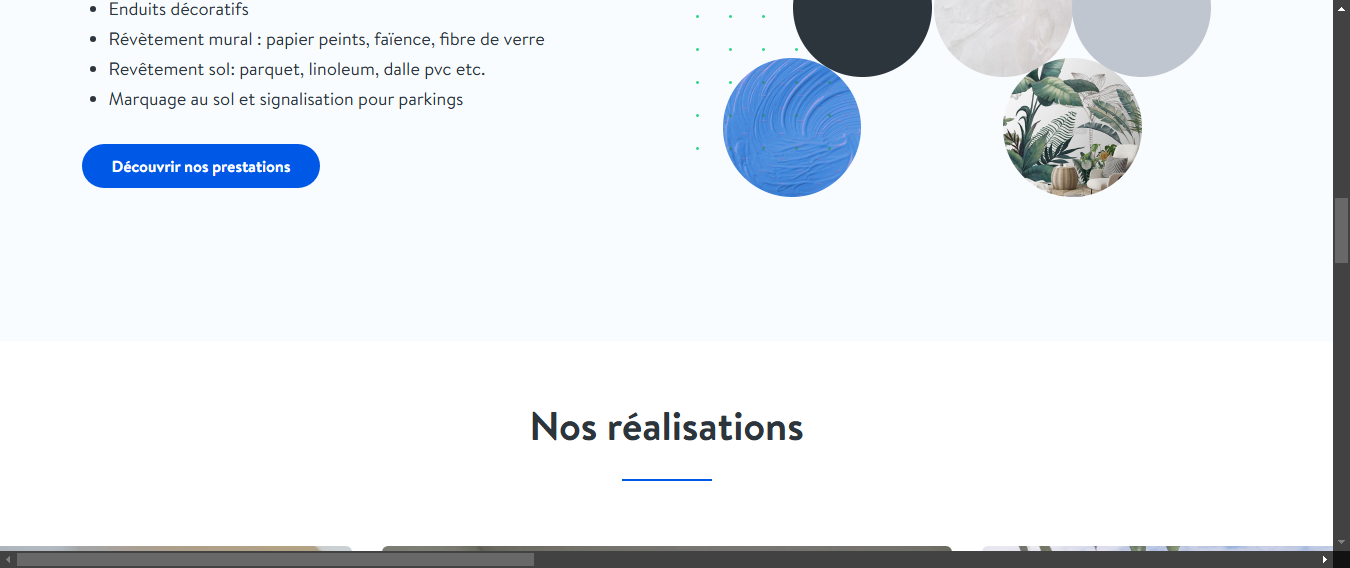 Enduits décoratifs
Révètement mural : papier peints, faïence, fibre de verre
Revêtement sol: parquet, linoleum, dalle pvc etc.
Marquage au sol et signalisation pour parkings
Découvrir nos prestations
Nos réalisations